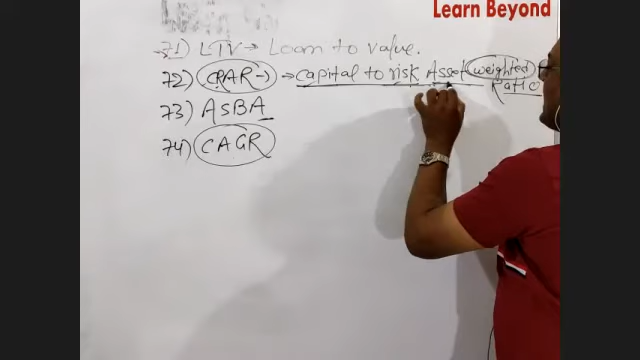 Learn Beyond
71) LTV → Loan to value.
72) CRAR → → capital to risk Asset weighted
Ratio
73) ASBA
74) CAGR